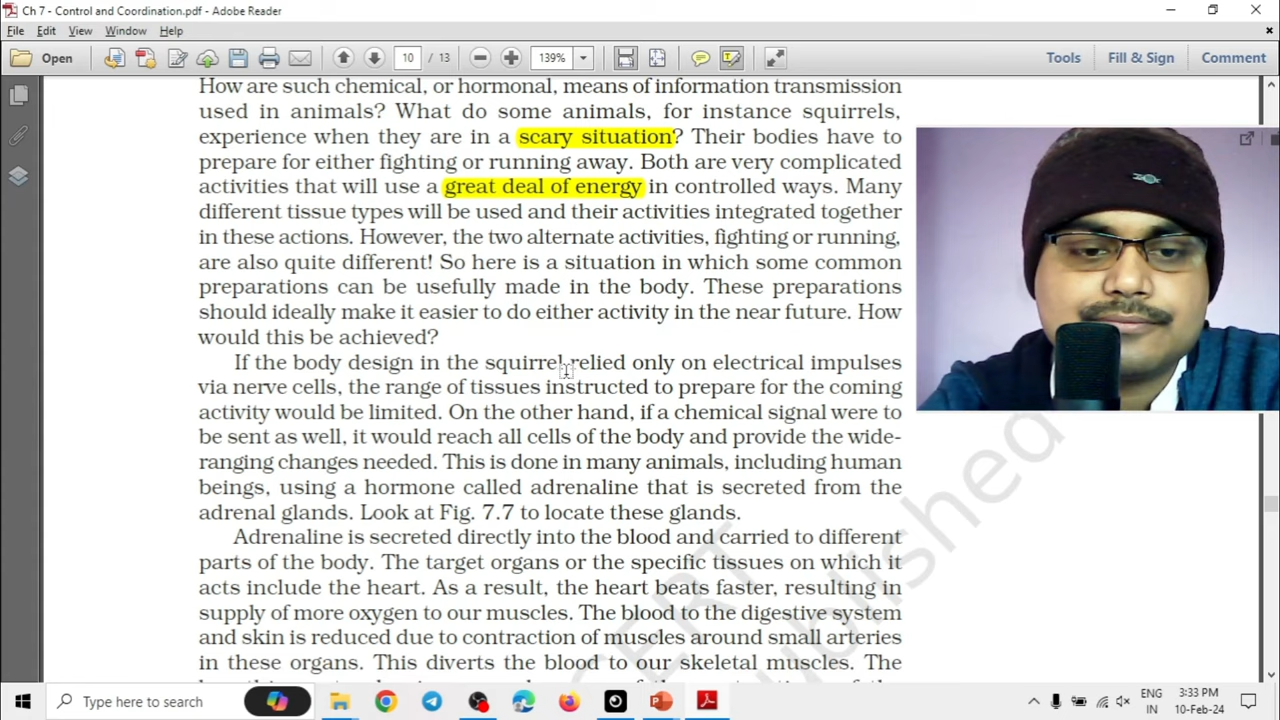 Ch 7 - Control and Coordination.pdf - Adobe Reader
File Edit View Window Help
Open 10 / 13 139% Tools Fill & Sign Comment
How are such chemical, or hormonal, means of information transmission
used in animals? What do some animals, for instance squirrels,
experience when they are in a scary situation? Their bodies have to
prepare for either fighting or running away. Both are very complicated
activities that will use a great deal of energy in controlled ways. Many
different tissue types will be used and their activities integrated together
in these actions. However, the two alternate activities, fighting or running,
are also quite different! So here is a situation in which some common
preparations can be usefully made in the body. These preparations
should ideally make it easier to do either activity in the near future. How
would this be achieved?
If the body design in the squirrel relied only on electrical impulses
via nerve cells, the range of tissues instructed to prepare for the coming
activity would be limited. On the other hand, if a chemical signal were to
be sent as well, it would reach all cells of the body and provide the wide-
ranging changes needed. This is done in many animals, including human
beings, using a hormone called adrenaline that is secreted from the
adrenal glands. Look at Fig. 7.7 to locate these glands.
Adrenaline is secreted directly into the blood and carried to different
parts of the body. The target organs or the specific tissues on which it
acts include the heart. As a result, the heart beats faster, resulting in
supply of more oxygen to our muscles. The blood to the digestive system
and skin is reduced due to contraction of muscles around small arteries
in these organs. This diverts the blood to our skeletal muscles. The
Type here to search
ENG
IN
3:33 PM
10-Feb-24